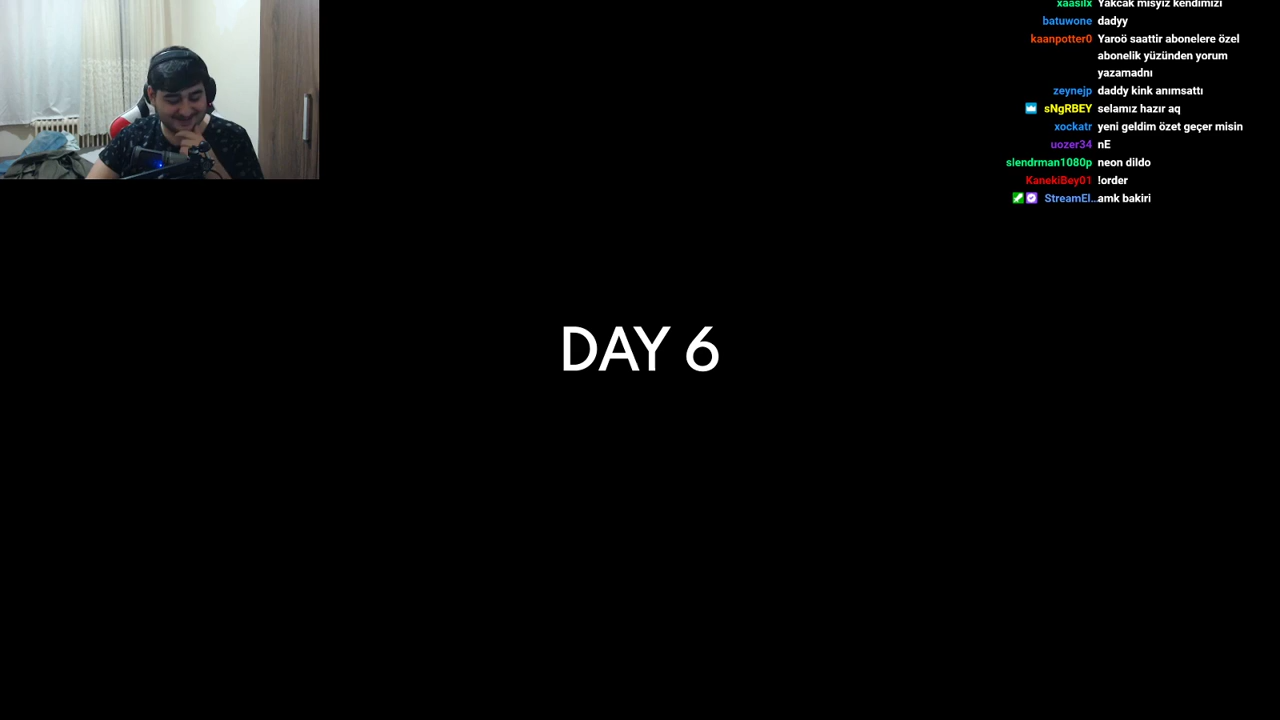 xaasilx Yakcak mısyız kendimizi
batuwone dadyy
kaanpotter0 Yaroö saattir abonelere özel
abonelik yüzünden yorum
yazamadnı
zeynejp daddy kink anımsattı
sNgRBEY selamız hazır aq
xockatr yeni geldim özet geçer misin
uozer34 nE
slendrman1080p neon dildo
KanekiBey01 !order
StreamEl... amk bakiri
DAY 6